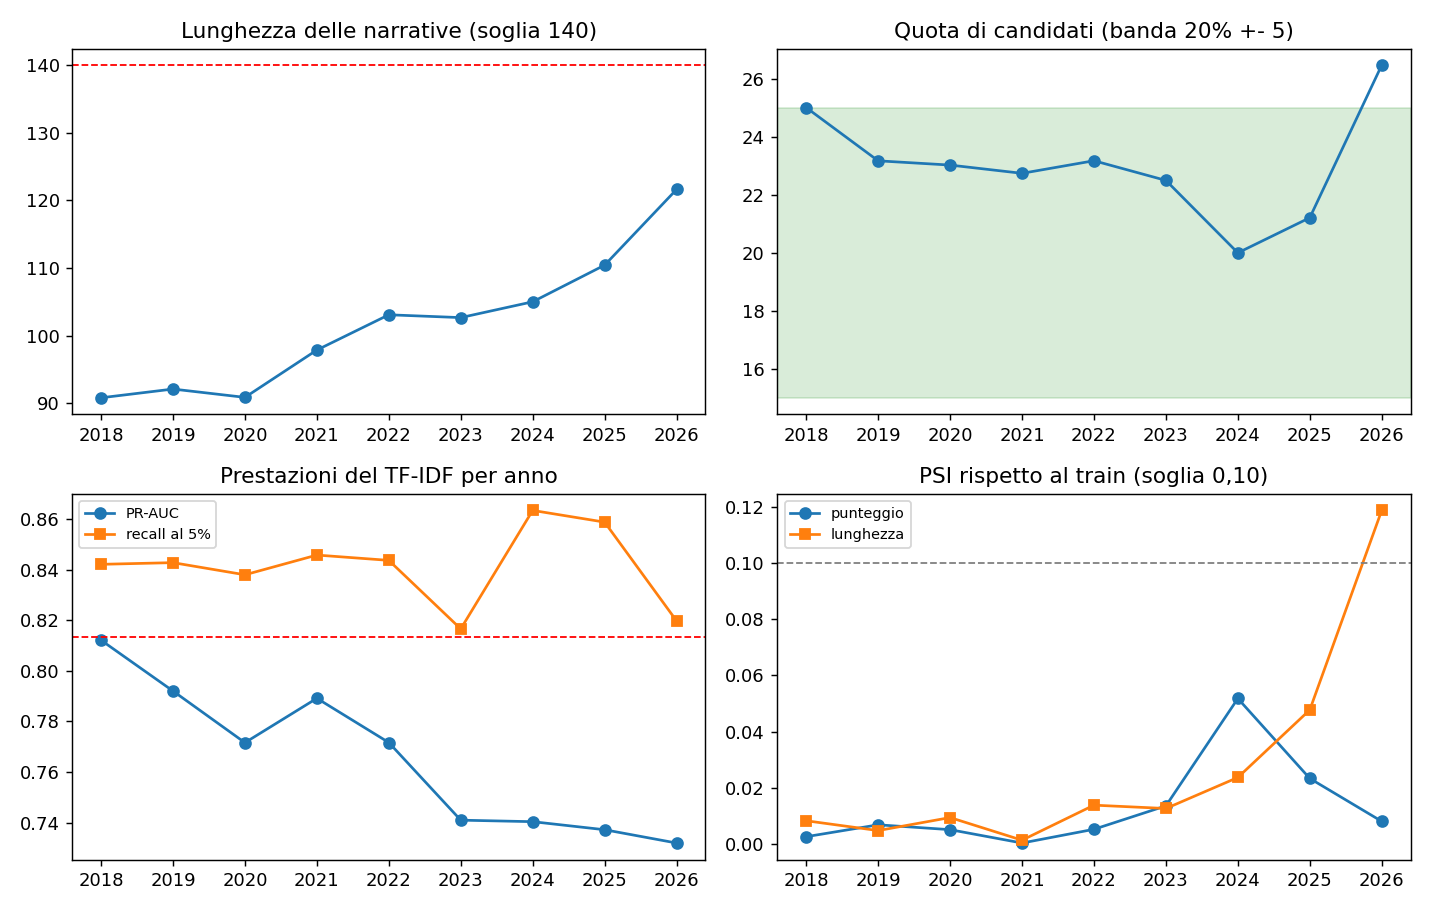 Lunghezza delle narrative (soglia 140)
140
130
120
110
100
90
2018 2019 2020 2021 2022 2023 2024 2025 2026
Quota di candidati (banda 20% +- 5)
26
24
22
20
18
16
2018 2019 2020 2021 2022 2023 2024 2025 2026
Prestazioni del TF-IDF per anno
PR-AUC
recall al 5%
0.86
0.84
0.82
0.80
0.78
0.76
0.74
2018 2019 2020 2021 2022 2023 2024 2025 2026
PSI rispetto al train (soglia 0,10)
punteggio
lunghezza
0.12
0.10
0.08
0.06
0.04
0.02
0.00
2018 2019 2020 2021 2022 2023 2024 2025 2026